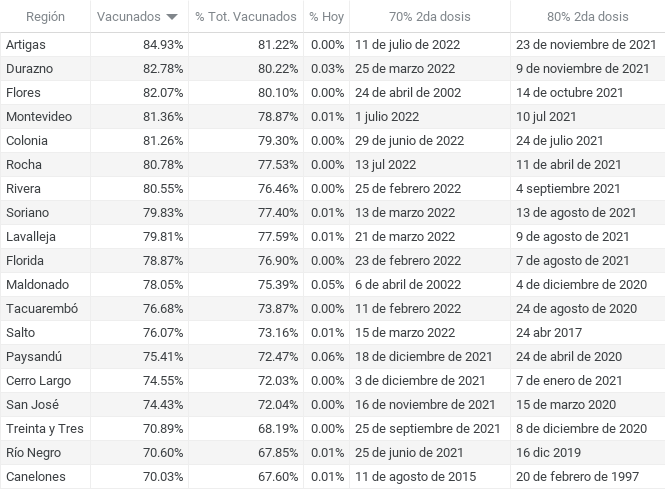 Región Vacunados % Tot. Vacunados % Hoy 70% 2da dosis 80% 2da dosis
Artigas 84.93% 81.22% 0.00% 11 de julio de 2022 23 de noviembre de 2021
Durazno 82.78% 80.22% 0.03% 25 de marzo 2022 9 de noviembre de 2021
Flores 82.07% 80.10% 0.00% 24 de abril de 2002 14 de octubre 2021
Montevideo 81.36% 78.87% 0.01% 1 julio 2022 10 jul 2021
Colonia 81.26% 79.30% 0.00% 29 de junio de 2022 24 de julio 2021
Rocha 80.78% 77.53% 0.00% 13 jul 2022 11 de abril de 2021
Rivera 80.55% 76.46% 0.00% 25 de febrero 2022 4 septiembre 2021
Soriano 79.83% 77.40% 0.01% 13 de marzo 2022 13 de agosto de 2021
Lavalleja 79.81% 77.59% 0.01% 21 de marzo 2022 9 de agosto de 2021
Florida 78.87% 76.90% 0.00% 23 de febrero 2022 7 de agosto de 2021
Maldonado 78.05% 75.39% 0.05% 6 de abril de 20022 4 de diciembre de 2020
Tacuarembó 76.68% 73.87% 0.00% 11 de febrero 2022 24 de agosto de 2020
Salto 76.07% 73.16% 0.01% 15 de marzo 2022 24 abr 2017
Paysandú 75.41% 72.47% 0.06% 18 de diciembre de 2021 24 de abril de 2020
Cerro Largo 74.55% 72.03% 0.00% 3 de diciembre de 2021 7 de enero de 2021
San José 74.43% 72.04% 0.00% 16 de noviembre de 2021 15 de marzo 2020
Treinta y Tres 70.89% 68.19% 0.00% 25 de septiembre de 2021 8 de diciembre de 2020
Río Negro 70.60% 67.85% 0.01% 25 de junio de 2021 16 dic 2019
Canelones 70.03% 67.60% 0.01% 11 de agosto de 2015 20 de febrero de 1997